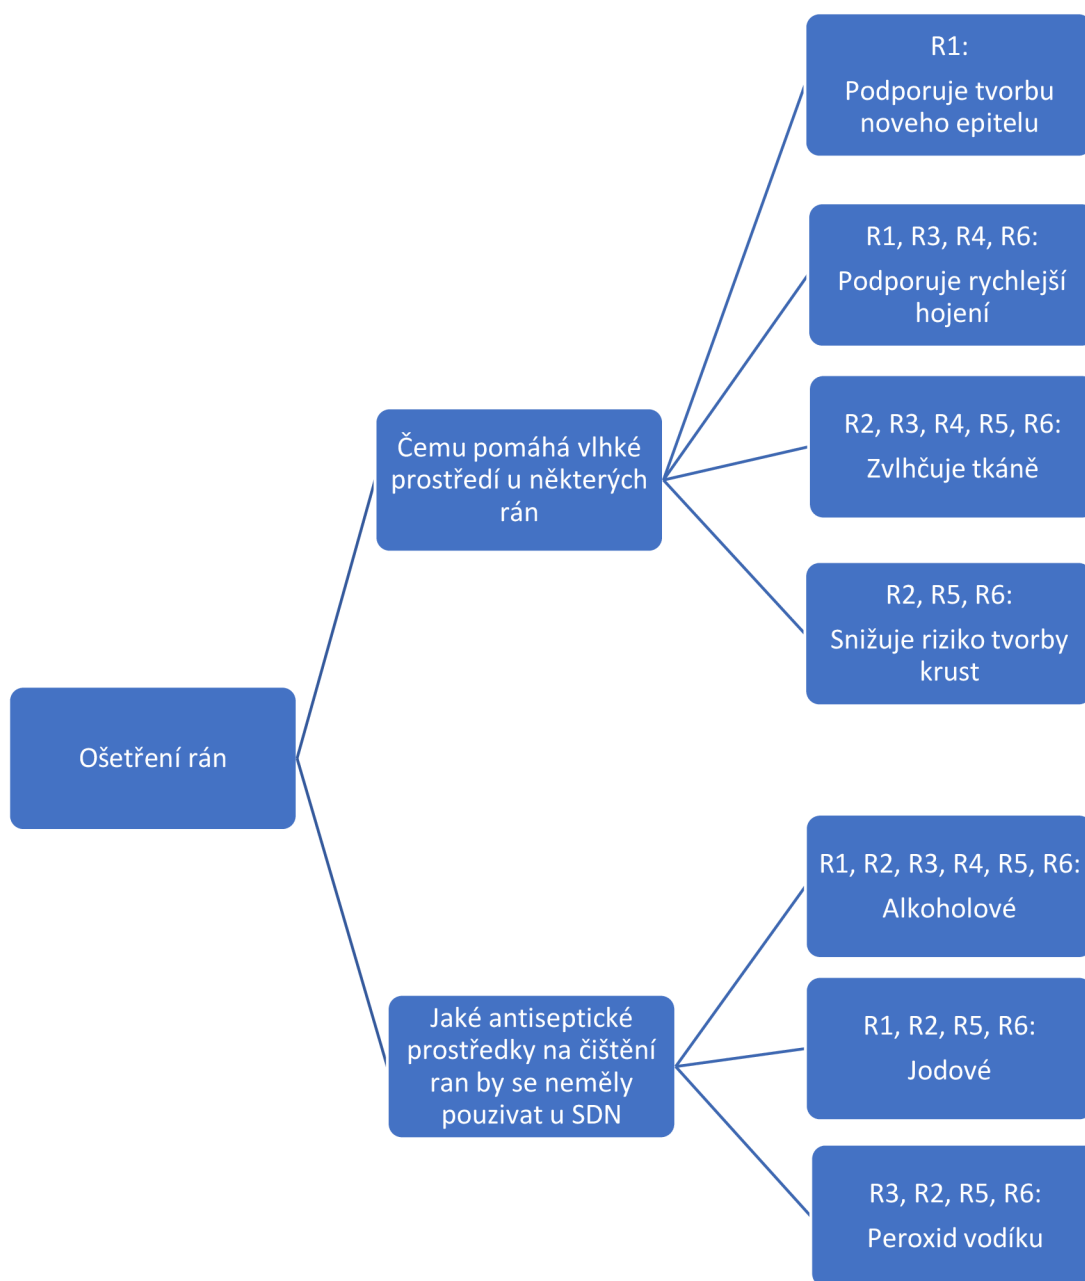 R1:
Podporuje tvorbu
noveho epitelu
R1, R3, R4, R6:
Podporuje rychlejší
hojení
R2, R3, R4, R5, R6:
Zvlhčuje tkáně
R2, R5, R6:
Snižuje riziko tvorby
krust
Čemu pomáhá vlhké
prostředí u některých
rán
Ošetření rán
R1, R2, R3, R4, R5, R6:
Alkoholové
R1, R2, R5, R6:
Jodové
R3, R2, R5, R6:
Peroxid vodíku
Jaké antiseptické
prostředky na čištění
ran by se neměly
pouzivat u SDN